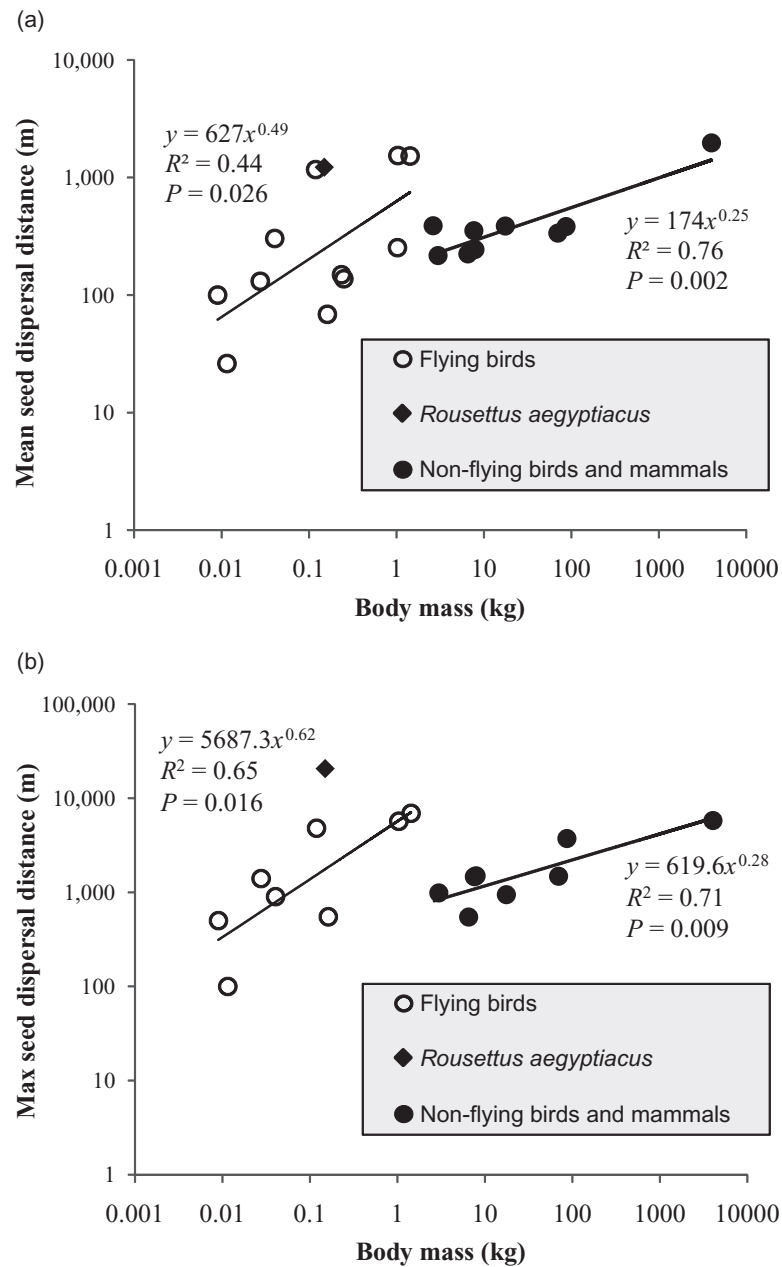 (a)
10,000
1,000
100
10
1
Mean seed dispersal distance (m)
y = 627x^0.49
R² = 0.44
P = 0.026
y = 174x^0.25
R² = 0.76
P = 0.002
Flying birds
Rousettus aegyptiacus
Non-flying birds and mammals
0.001 0.01 0.1 1 10 100 1000 10000
Body mass (kg)
(b)
100,000
10,000
1,000
100
10
1
Max seed dispersal distance (m)
y = 5687.3x^0.62
R² = 0.65
P = 0.016
y = 619.6x^0.28
R² = 0.71
P = 0.009
Flying birds
Rousettus aegyptiacus
Non-flying birds and mammals
0.001 0.01 0.1 1 10 100 1000 10000
Body mass (kg)